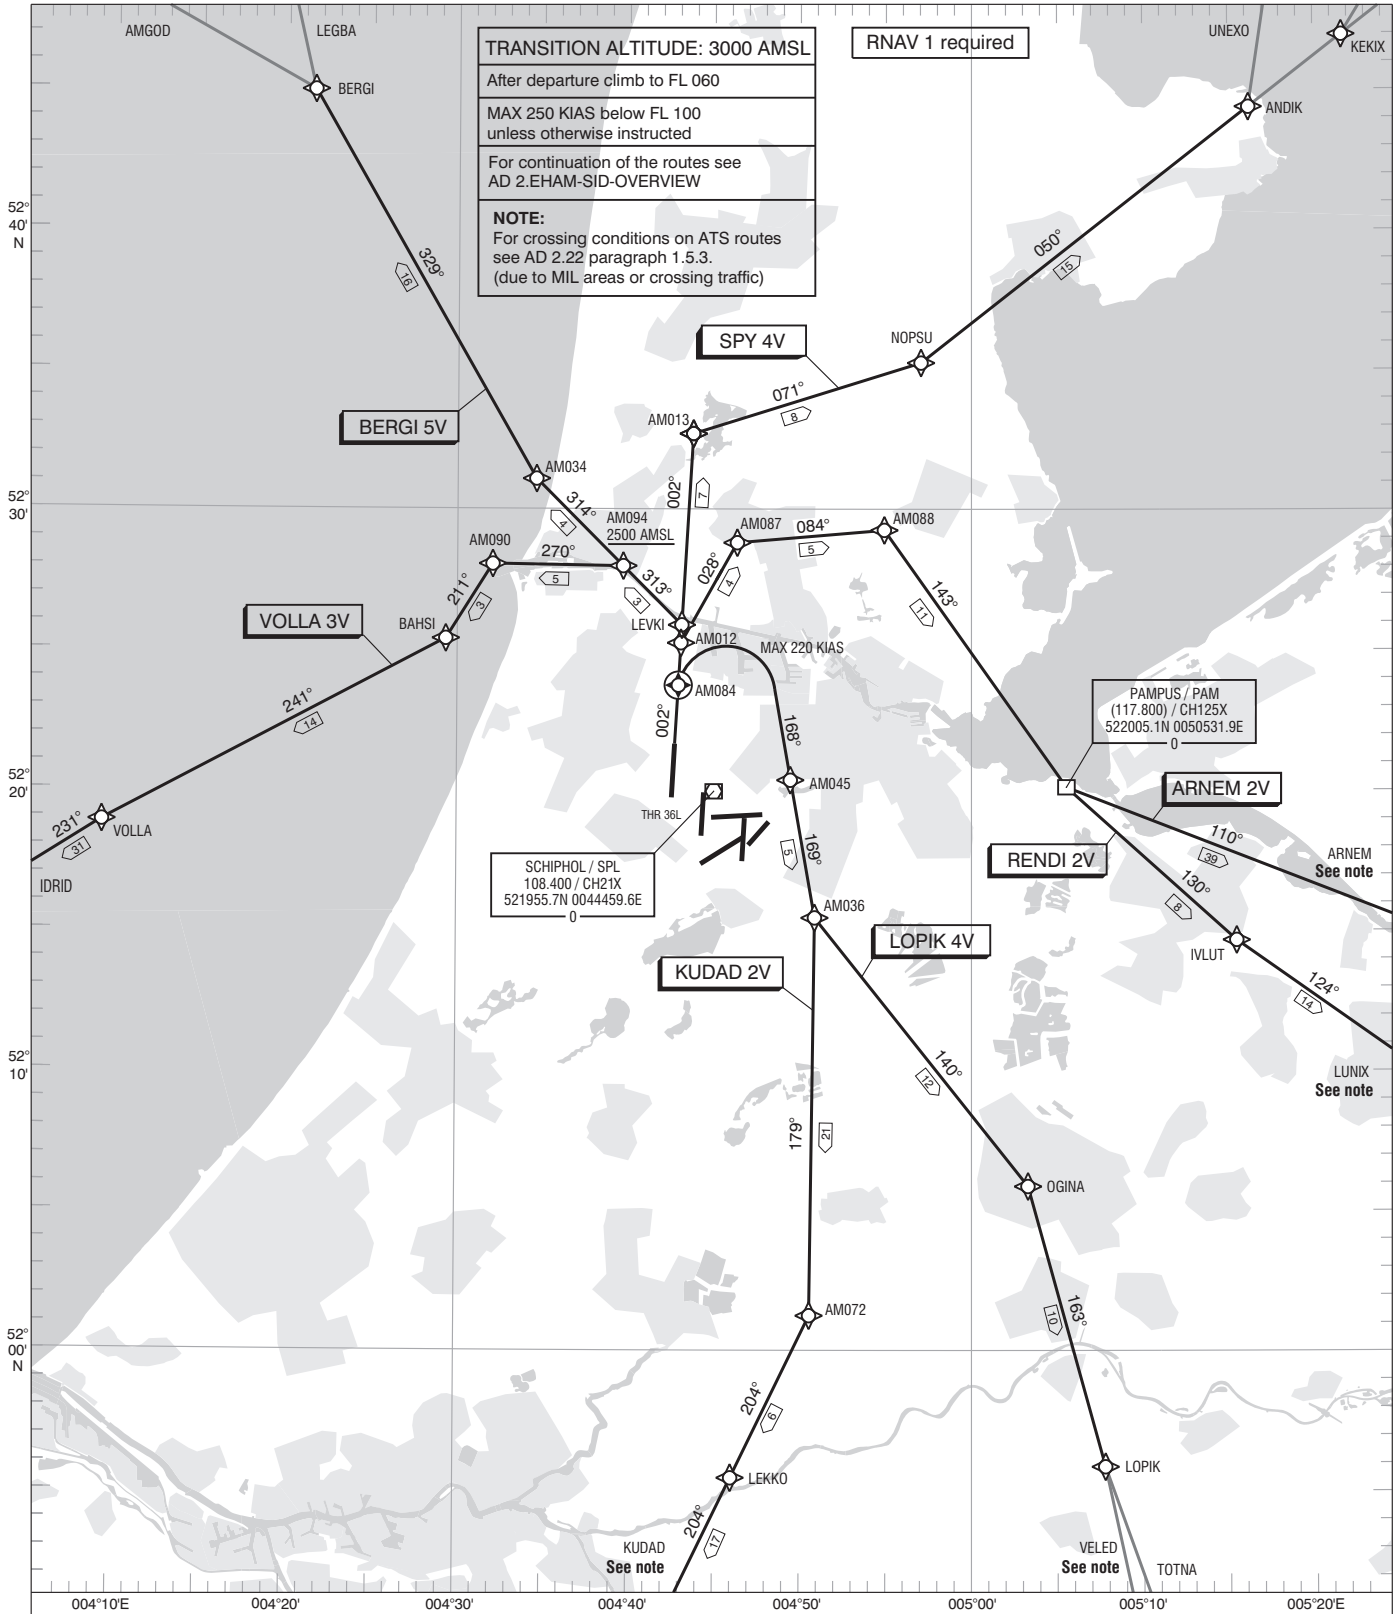 AMGOD
LEGBA
BERGI
TRANSITION ALTITUDE: 3000 AMSL
After departure climb to FL 060
MAX 250 KIAS below FL 100
unless otherwise instructed
For continuation of the routes see
AD 2.EHAM-SID-OVERVIEW
NOTE:
For crossing conditions on ATS routes
see AD 2.22 paragraph 1.5.3.
(due to MIL areas or crossing traffic)
RNAV 1 required
UNEXO
KEKIX
ANDIK
52°
40'
N
329°
16
050°
15
SPY 4V
NOPSU
071°
8
BERGI 5V
AM013
AM034
002°
7
52°
30'
314°
4
AM094
2500 AMSL
AM087
084°
5
AM088
AM090
270°
5
313°
3
028°
4
143°
11
211°
3
VOLLA 3V
BAHSI
LEVKI
AM012
MAX 220 KIAS
AM084
241°
14
002°
168°
PAMPUS / PAM
(117.800) / CH125X
522005.1N 0050531.9E
0
52°
20'
AM045
ARNEM 2V
THR 36L
231°
31
VOLLA
169°
5
110°
39
RENDI 2V
ARNEM
See note
IDRID
SCHIPHOL / SPL
108.400 / CH21X
521955.7N 0044459.6E
0
130°
8
AM036
LOPIK 4V
IVLUT
KUDAD 2V
124°
14
52°
10'
140°
12
LUNIX
See note
179°
21
OGINA
52°
00'
N
AM072
163°
10
204°
6
LEKKO
LOPIK
204°
17
KUDAD
See note
VELED
See note
TOTNA
004°10'E
004°20'
004°30'
004°40'
004°50'
005°00'
005°10'
005°20'E